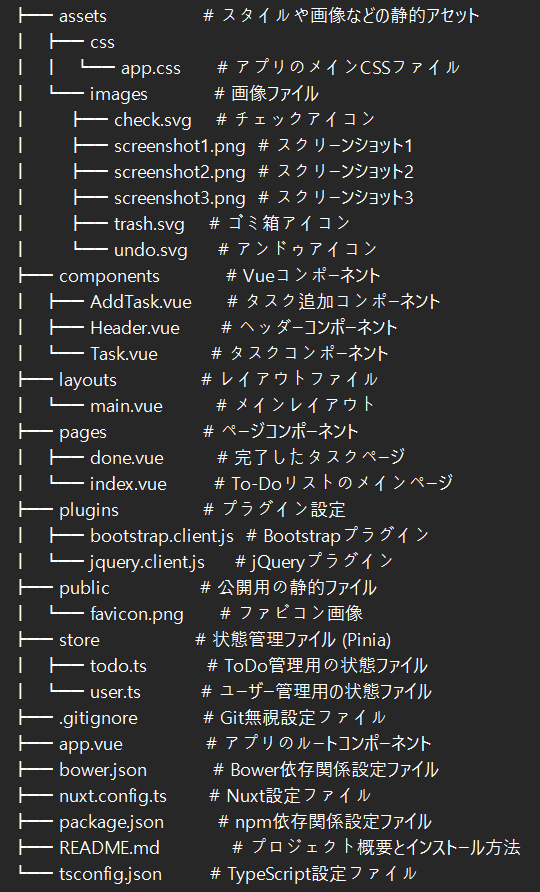 ├── assets # スタイルや画像などの静的アセット
│ ├── css
│ │ └── app.css # アプリのメインCSSファイル
│ └── images # 画像ファイル
│ ├── check.svg # チェックアイコン
│ ├── screenshot1.png # スクリーンショット1
│ ├── screenshot2.png # スクリーンショット2
│ ├── screenshot3.png # スクリーンショット3
│ ├── trash.svg # ゴミ箱アイコン
│ └── undo.svg # アンドゥアイコン
├── components # Vueコンポーネント
│ ├── AddTask.vue # タスク追加コンポーネント
│ ├── Header.vue # ヘッダーコンポーネント
│ └── Task.vue # タスクコンポーネント
├── layouts # レイアウトファイル
│ └── main.vue # メインレイアウト
├── pages # ページコンポーネント
│ ├── done.vue # 完了したタスクページ
│ └── index.vue # To-Doリストのメインページ
├── plugins # プラグイン設定
│ ├── bootstrap.client.js # Bootstrapプラグイン
│ └── jquery.client.js # jQueryプラグイン
├── public # 公開用の静的ファイル
│ └── favicon.png # ファビコン画像
├── store # 状態管理ファイル (Pinia)
│ ├── todo.ts # ToDo管理用の状態ファイル
│ └── user.ts # ユーザー管理用の状態ファイル
├── .gitignore # Git無視設定ファイル
├── app.vue # アプリのルートコンポーネント
├── bower.json # Bower依存関係設定ファイル
├── nuxt.config.ts # Nuxt設定ファイル
├── package.json # npm依存関係設定ファイル
├── README.md # プロジェクト概要とインストール方法
└── tsconfig.json # TypeScript設定ファイル